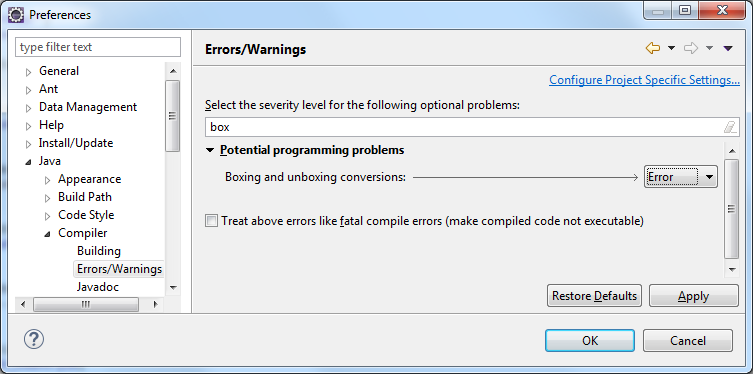 Preferences
type filter text
General
Ant
Data Management
Help
Install/Update
Java
Appearance
Build Path
Code Style
Compiler
Building
Errors/Warnings
Javadoc
Errors/Warnings
Configure Project Specific Settings...
Select the severity level for the following optional problems:
box
Potential programming problems
Boxing and unboxing conversions: Error
Treat above errors like fatal compile errors (make compiled code not executable)
Restore Defaults Apply
? OK Cancel